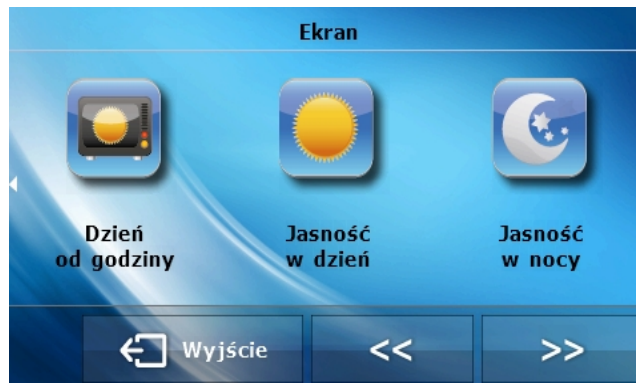 Ekran
Dzień
od godziny
Jasność
w dzień
Jasność
w nocy
Wyjście
<<
>>